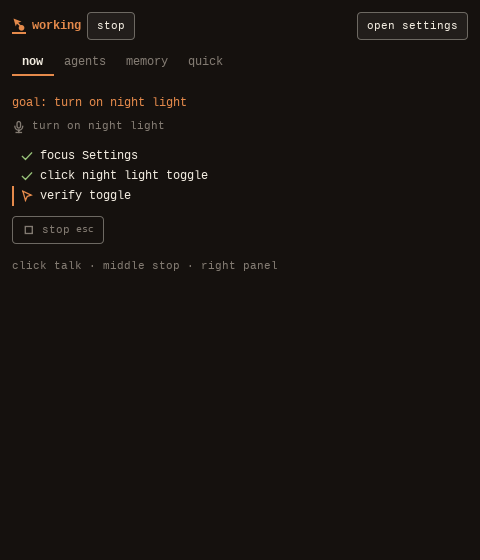 working stop open settings
now agents memory quick
goal: turn on night light
turn on night light
focus Settings
click night light toggle
verify toggle
stop esc
click talk · middle stop · right panel